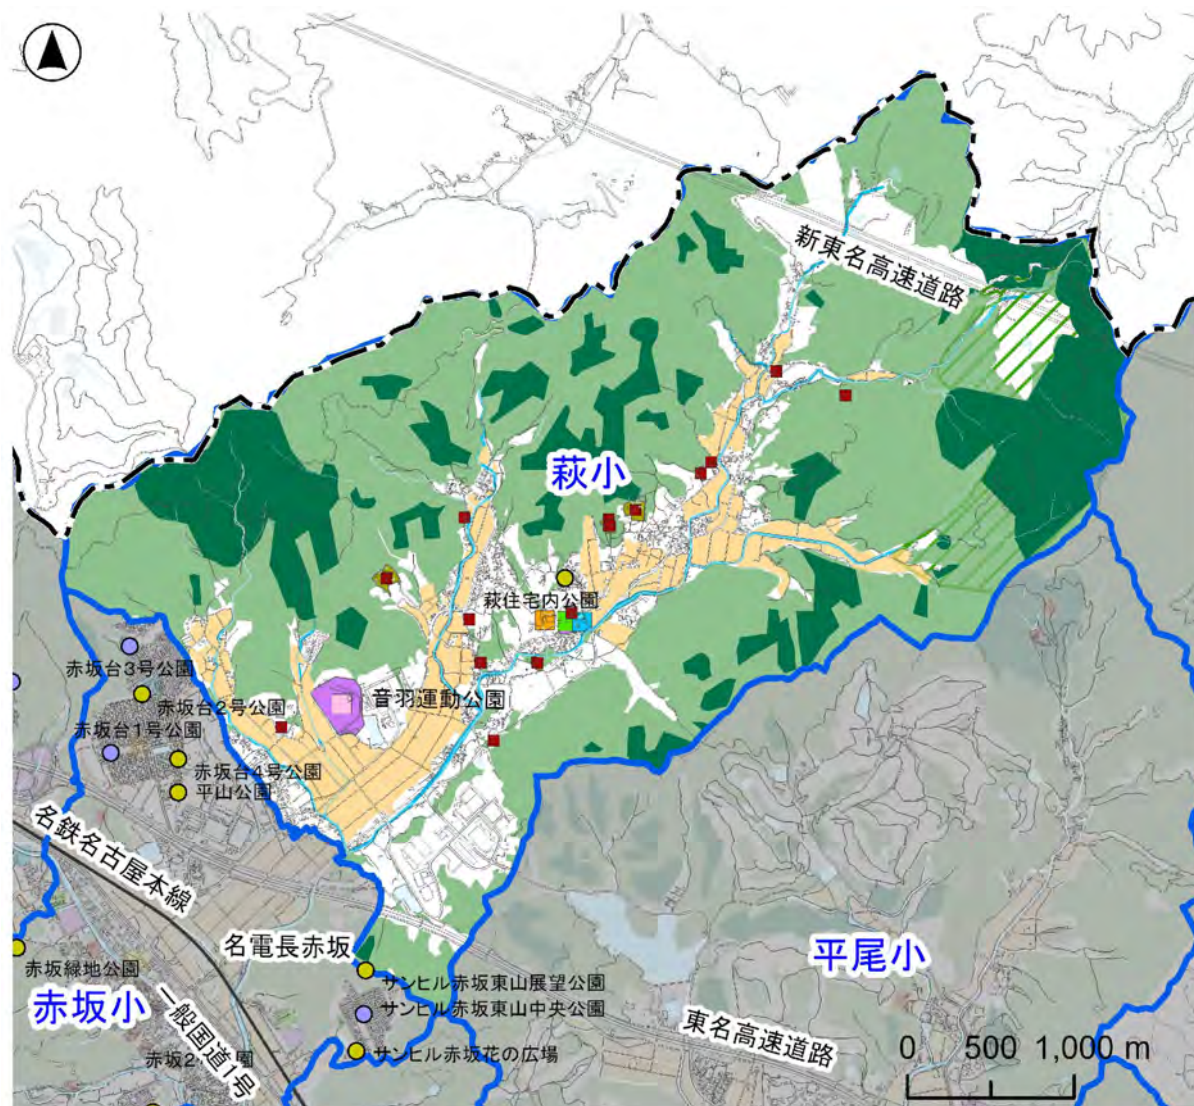 新東名高速道路
萩小
萩住宅内公園
赤坂台3号公園
音羽運動公園
赤坂台2号公園
赤坂台1号公園
赤坂台4号公園
平山公園
名鉄名古屋本線
名電長赤坂
平尾小
赤坂緑地公園
サンヒル赤坂東山展望公園
赤坂小
一般国道1号
サンヒル赤坂東山中央公園
東名高速道路
サンヒル赤坂花の広場
0 500 1,000 m